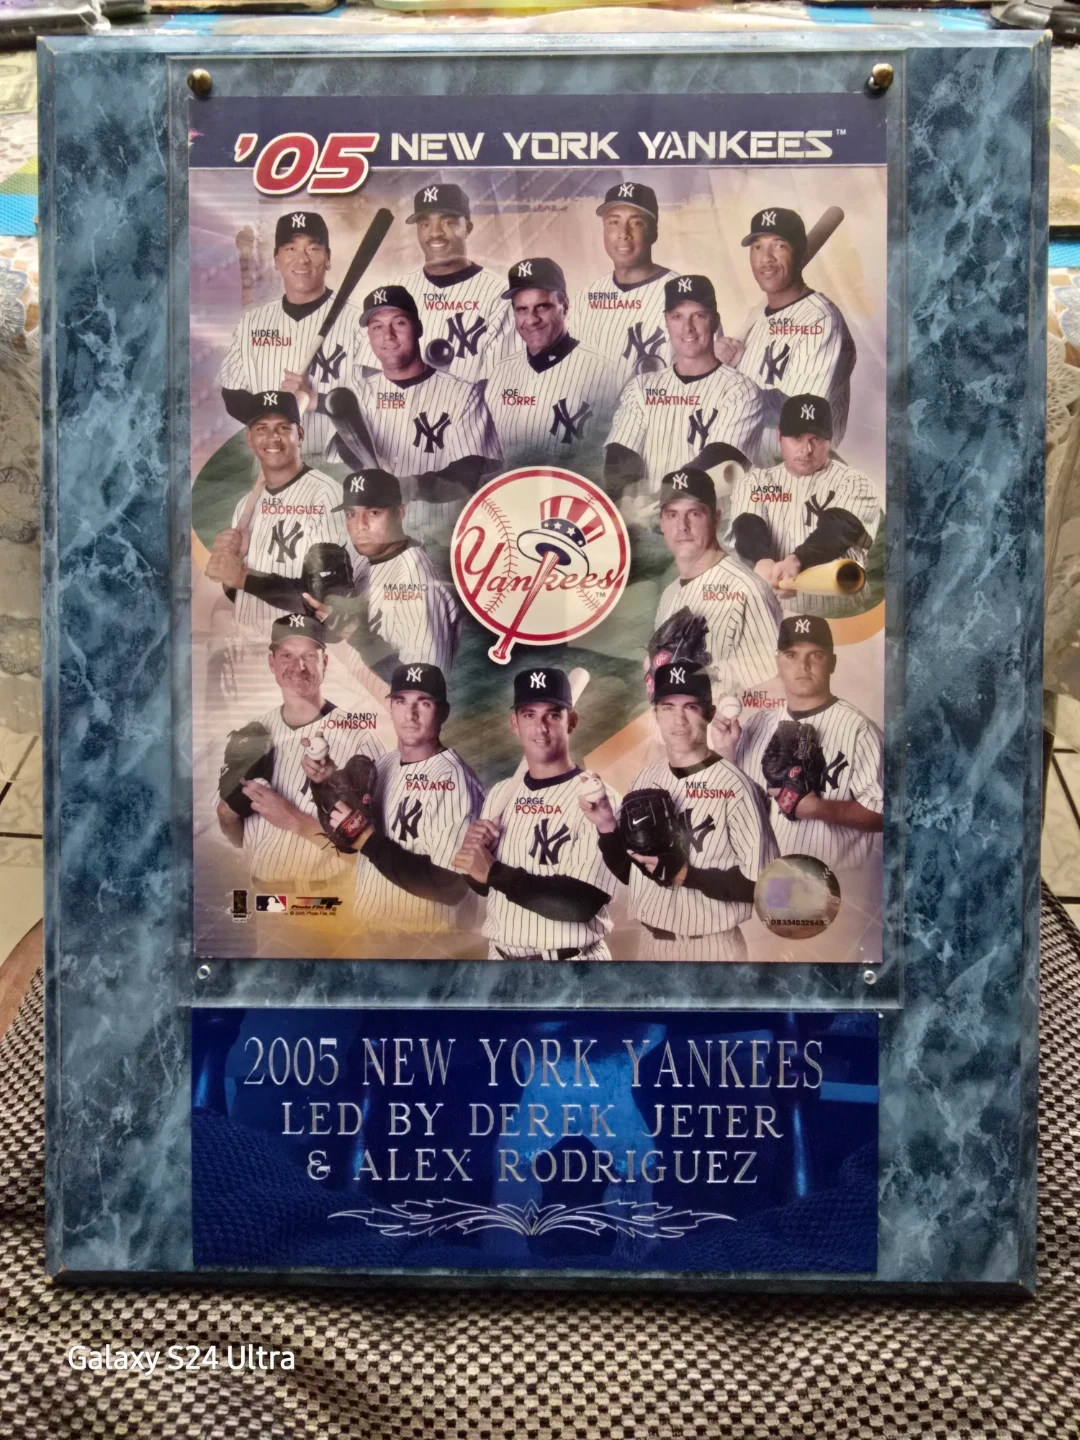 '05 NEW YORK YANKEES™
TONY
WOMACK
BERNIE
WILLIAMS
GARY
SHEFFIELD
HIDEKI
MATSUI
DEREK
JETER
JOE
TORRE
TINO
MARTINEZ
ALEX
RODRIGUEZ
JASON
GIAMBI
Yankees™
MARIANO
RIVERA
KEVIN
BROWN
RANDY
JOHNSON
JARET
WRIGHT
CARL
PAVANO
JORGE
POSADA
MIKE
MUSSINA
2005 NEW YORK YANKEES
LED BY DEREK JETER
& ALEX RODRIGUEZ
Galaxy S24 Ultra